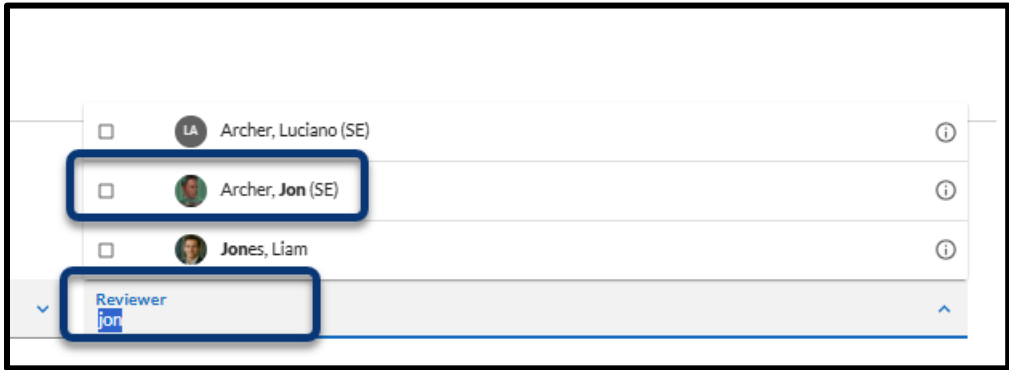 LA Archer, Luciano (SE)
Archer, Jon (SE)
Jones, Liam
Reviewer
jon